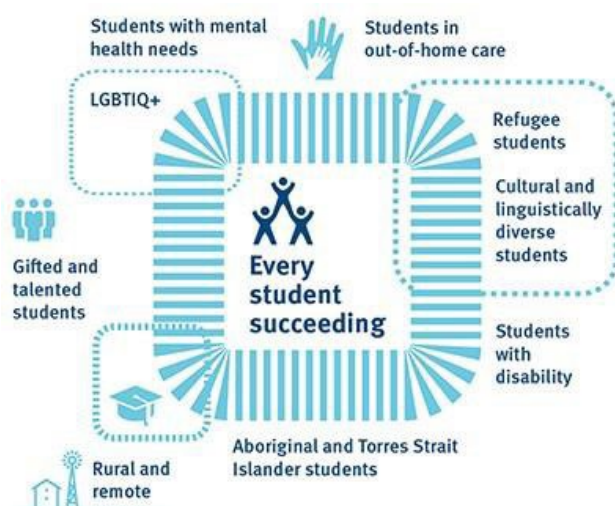 Students with mental
health needs
Students in
out-of-home care
LGBTIQ+
Refugee
students
Cultural and
linguistically
diverse
students
Gifted and
talented
students
Every
student
succeeding
Students
with
disability
Aboriginal and Torres Strait
Islander students
Rural and
remote